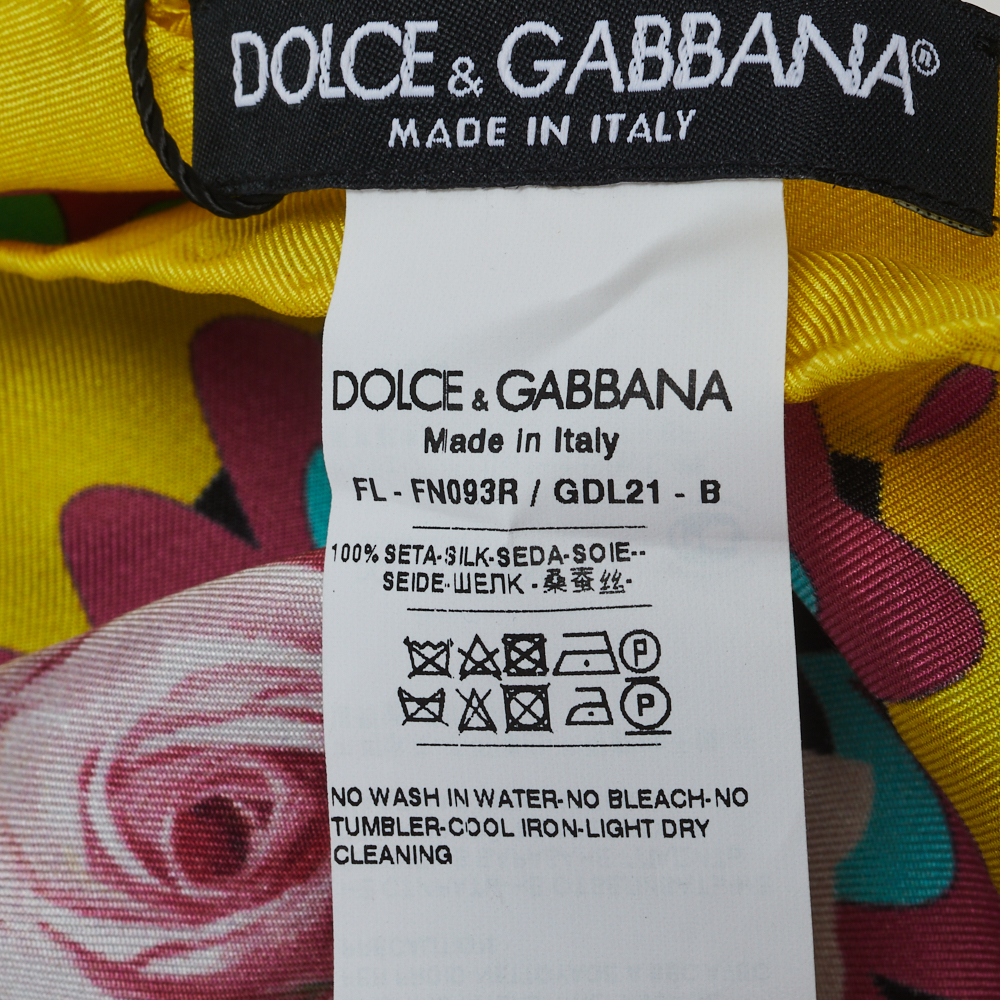 DOLCE & GABBANA®
MADE IN ITALY
DOLCE & GABBANA
Made in Italy
FL - FN093R / GDL21 - B
100% SETA-SILK-SEDA-SOIE--
SEIDE-ШЕЛК -桑蚕丝-
P
P
NO WASH IN WATER-NO BLEACH-NO
TUMBLER-COOL IRON-LIGHT DRY
CLEANING